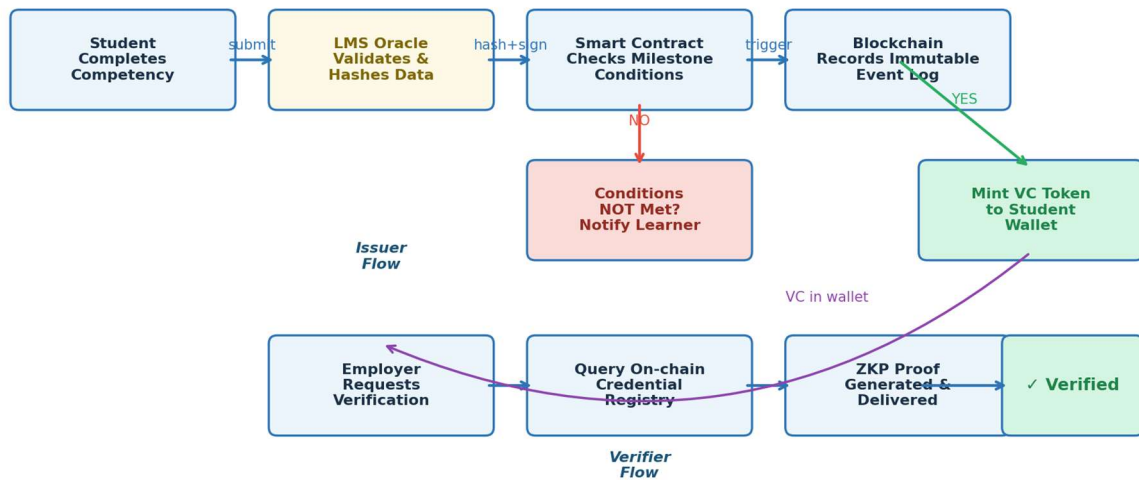 Student
Completes
Competency
submit
LMS Oracle
Validates &
Hashes Data
hash+sign
Smart Contract
Checks Milestone
Conditions
trigger
Blockchain
Records Immutable
Event Log
YES
NO
Conditions
NOT Met?
Notify Learner
Mint VC Token
to Student
Wallet
Issuer
Flow
VC in wallet
Employer
Requests
Verification
Query On-chain
Credential
Registry
ZKP Proof
Generated &
Delivered
✓ Verified
Verifier
Flow